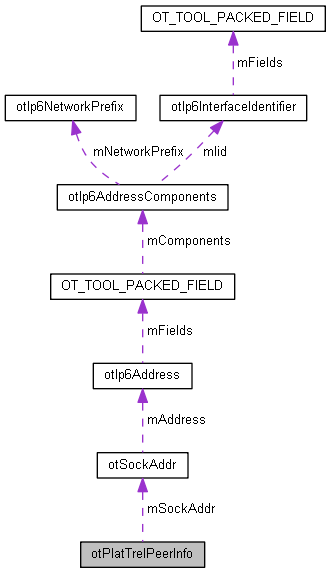 OT_TOOL_PACKED_FIELD
mFields
otIp6NetworkPrefix
otIp6InterfaceIdentifier
mNetworkPrefix
mIid
otIp6AddressComponents
mComponents
OT_TOOL_PACKED_FIELD
mFields
otIp6Address
mAddress
otSockAddr
mSockAddr
otPlatTrelPeerInfo